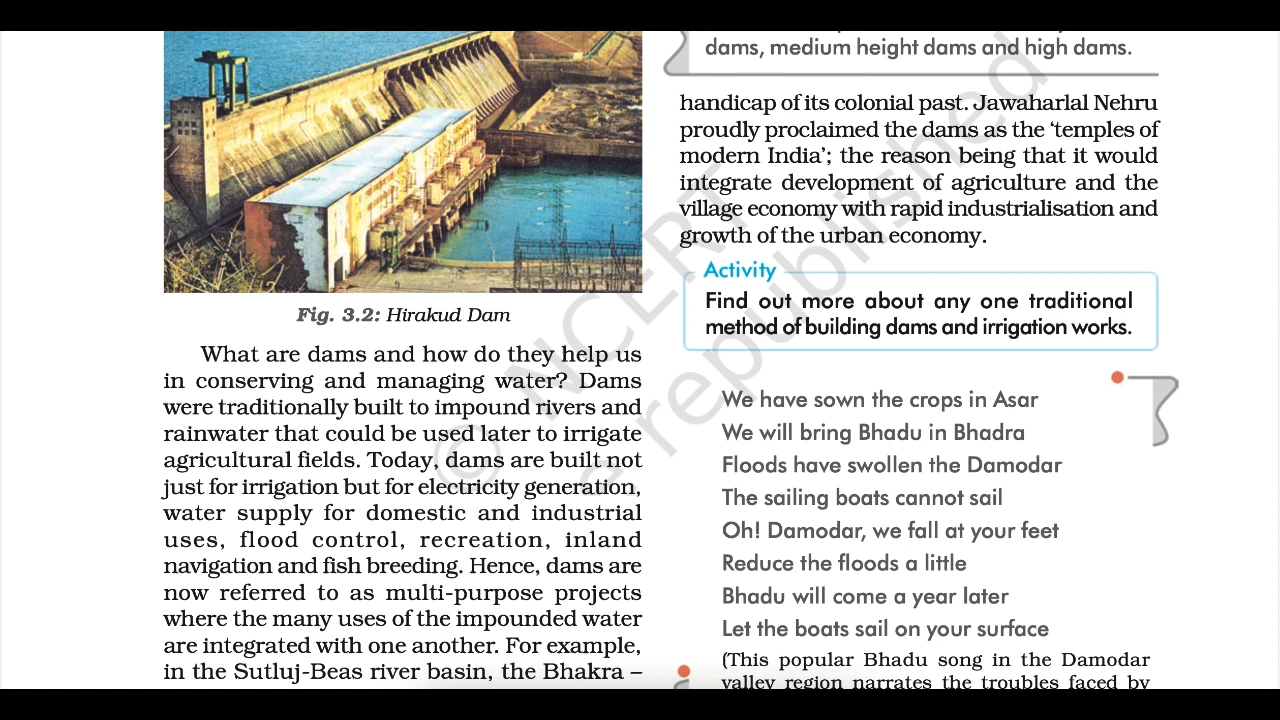 Fig. 3.2: Hirakud Dam
What are dams and how do they help us
in conserving and managing water? Dams
were traditionally built to impound rivers and
rainwater that could be used later to irrigate
agricultural fields. Today, dams are built not
just for irrigation but for electricity generation,
water supply for domestic and industrial
uses, flood control, recreation, inland
navigation and fish breeding. Hence, dams are
now referred to as multi-purpose projects
where the many uses of the impounded water
are integrated with one another. For example,
in the Sutluj-Beas river basin, the Bhakra –
dams, medium height dams and high dams.
handicap of its colonial past. Jawaharlal Nehru
proudly proclaimed the dams as the ‘temples of
modern India’; the reason being that it would
integrate development of agriculture and the
village economy with rapid industrialisation and
growth of the urban economy.
Activity
Find out more about any one traditional
method of building dams and irrigation works.
We have sown the crops in Asar
We will bring Bhadu in Bhadra
Floods have swollen the Damodar
The sailing boats cannot sail
Oh! Damodar, we fall at your feet
Reduce the floods a little
Bhadu will come a year later
Let the boats sail on your surface
(This popular Bhadu song in the Damodar
valley region narrates the troubles faced by
© NCERT
e republished